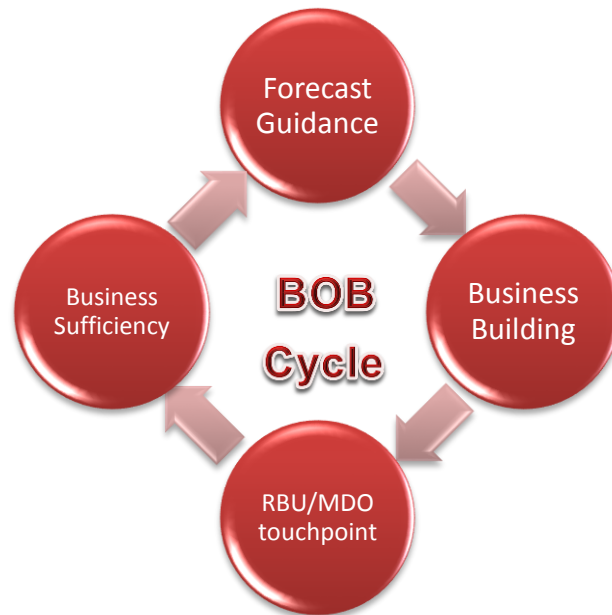 Forecast
Guidance
Business
Building
RBU/MDO
touchpoint
Business
Sufficiency
BOB
Cycle